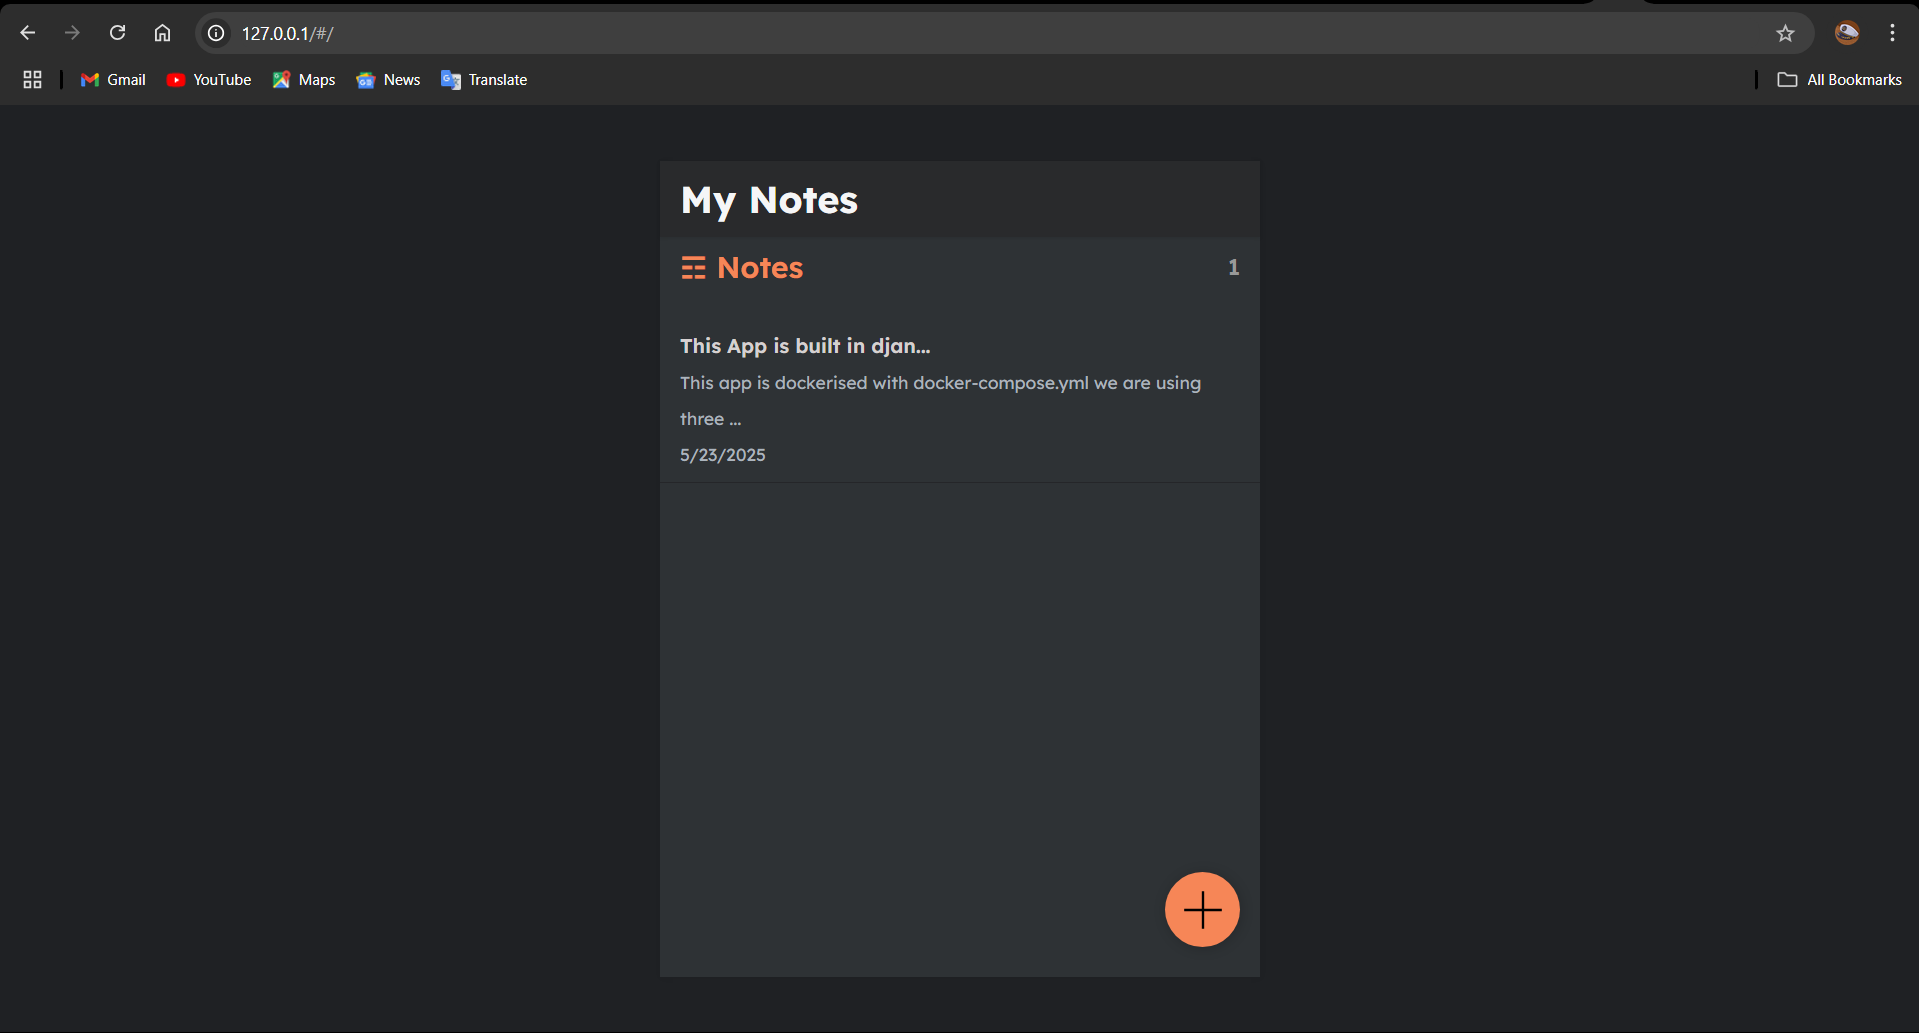 127.0.0.1/#/
Gmail YouTube Maps News Translate All Bookmarks
My Notes
☶ Notes 1
This App is built in djan...
This app is dockerised with docker-compose.yml we are using
three ...
5/23/2025